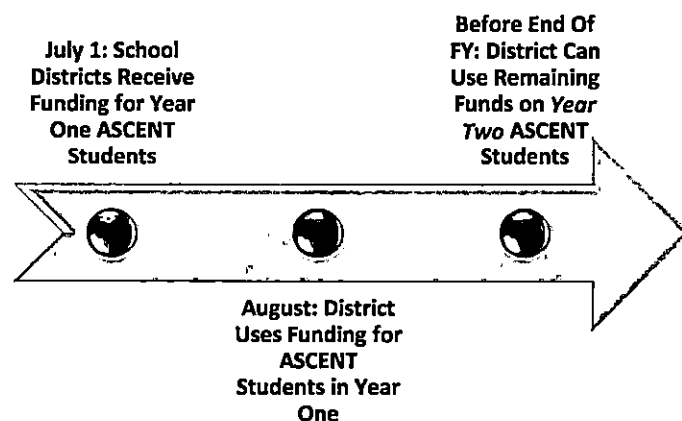 July 1: School
Districts Receive
Funding for Year
One ASCENT
Students
August: District
Uses Funding for
ASCENT
Students in Year
One
Before End Of
FY: District Can
Use Remaining
Funds on Year
Two ASCENT
Students